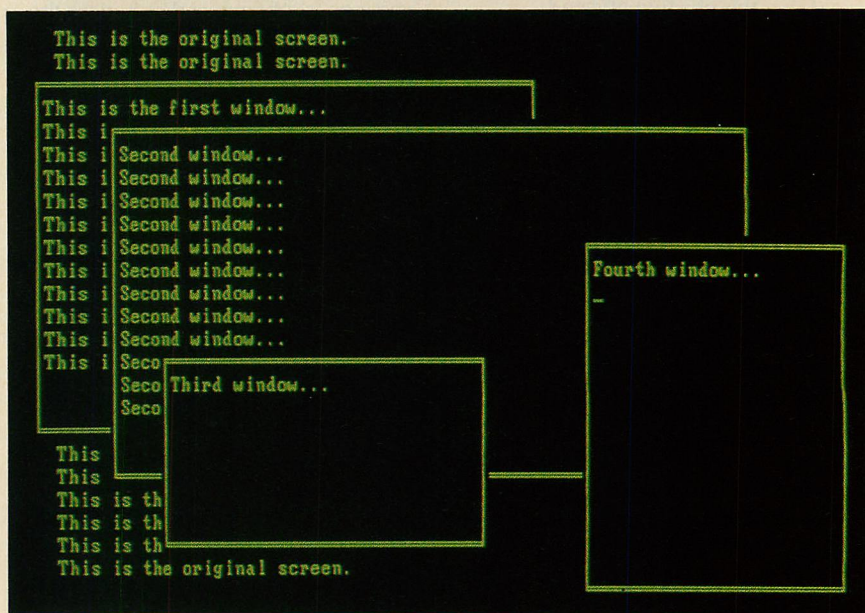 This is the original screen.
This is the original screen.
This is the first window...
This i
This i Second window...
This i Second window...
This i Second window...
This i Second window...
This i Second window...
This i Second window... Fourth window...
This i Second window...
This i Second window...
This i Second window...
This i Seco
Seco Third window...
Seco
This
This
This is th
This is th
This is th
This is the original screen.